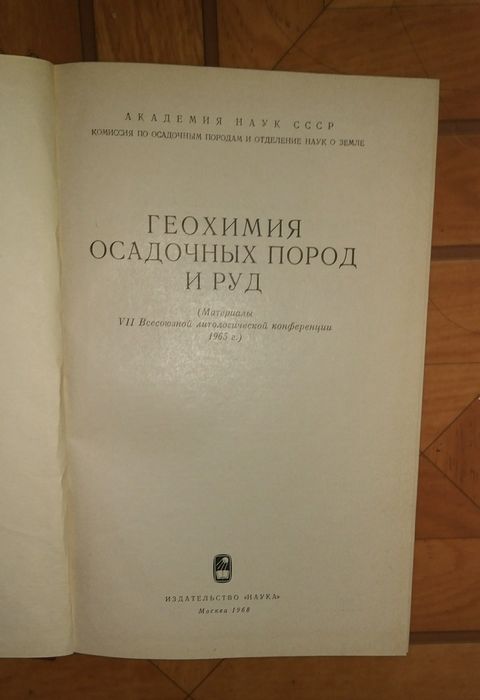 АКАДЕМИЯ НАУК СССР
КОМИССИЯ ПО ОСАДОЧНЫМ ПОРОДАМ И ОТДЕЛЕНИЕ НАУК О ЗЕМЛЕ
ГЕОХИМИЯ
ОСАДОЧНЫХ ПОРОД
И РУД
(Материалы
VII Всесоюзной литологической конференции
1965 г.)
ИЗДАТЕЛЬСТВО «НАУКА»
Москва 1968